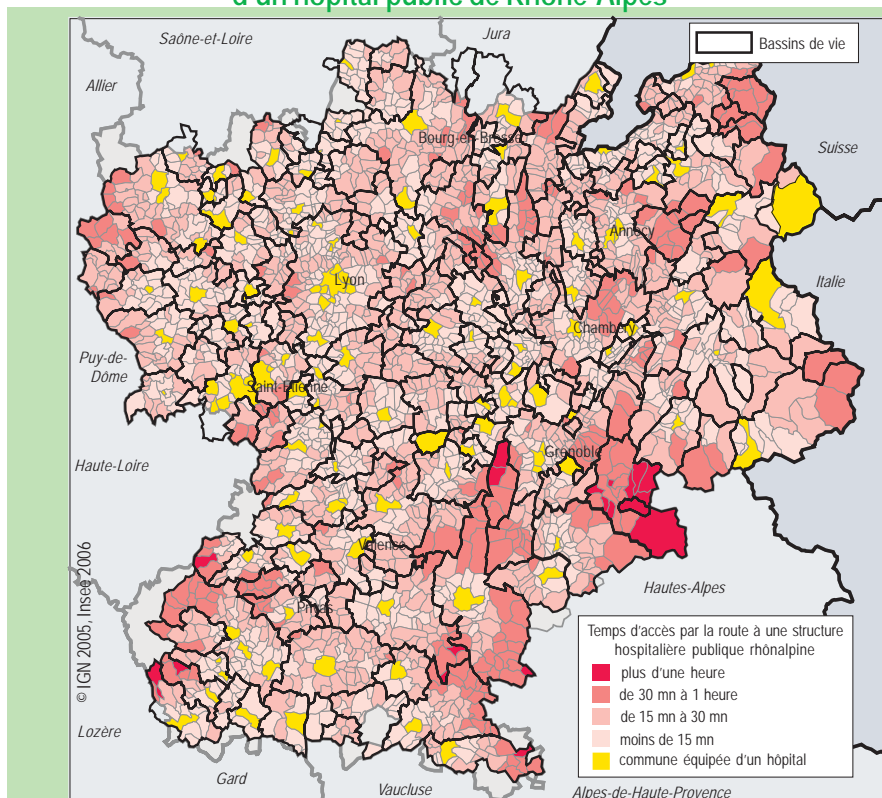 d'un hôpital public de Rhône-Alpes
Saône-et-Loire
Jura
Bassins de vie
Allier
Bourg-en-Bresse
Suisse
Annecy
Lyon
Italie
Chambéry
Puy-de-
Dôme
Saint-Etienne
Haute-Loire
Grenoble
Valence
Hautes-Alpes
Privas
© IGN 2005, Insee 2006
Temps d'accès par la route à une structure
hospitalière publique rhônalpine
plus d'une heure
de 30 mn à 1 heure
de 15 mn à 30 mn
moins de 15 mn
commune équipée d'un hôpital
Lozère
Gard
Vaucluse
Alpes-de-Haute-Provence